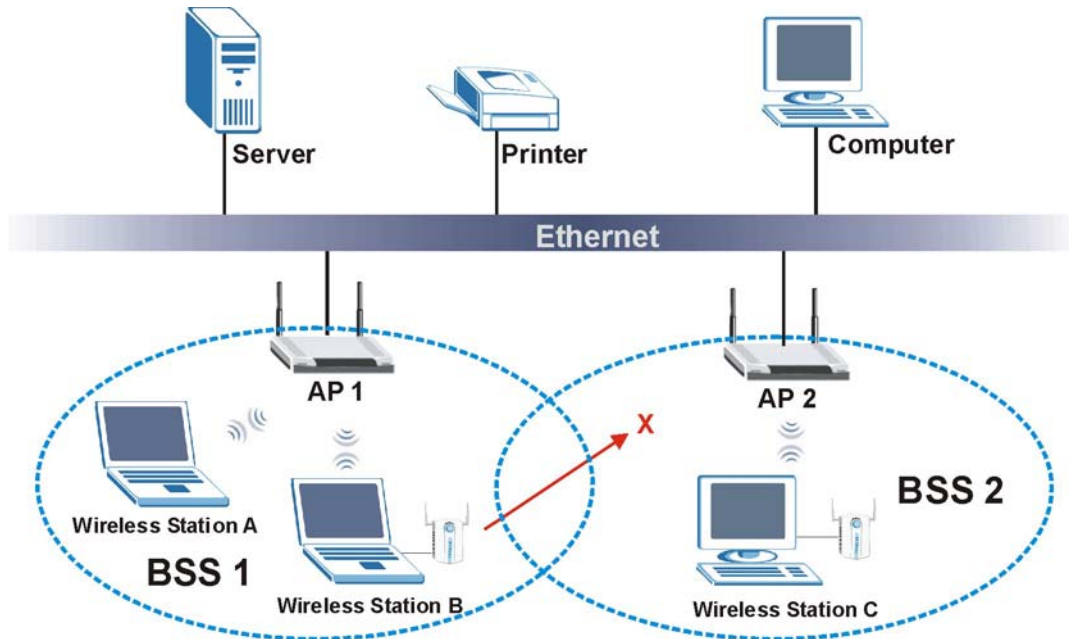 Server
Printer
Computer
Ethernet
AP 1
AP 2
X
Wireless Station A
BSS 1
Wireless Station B
BSS 2
Wireless Station C